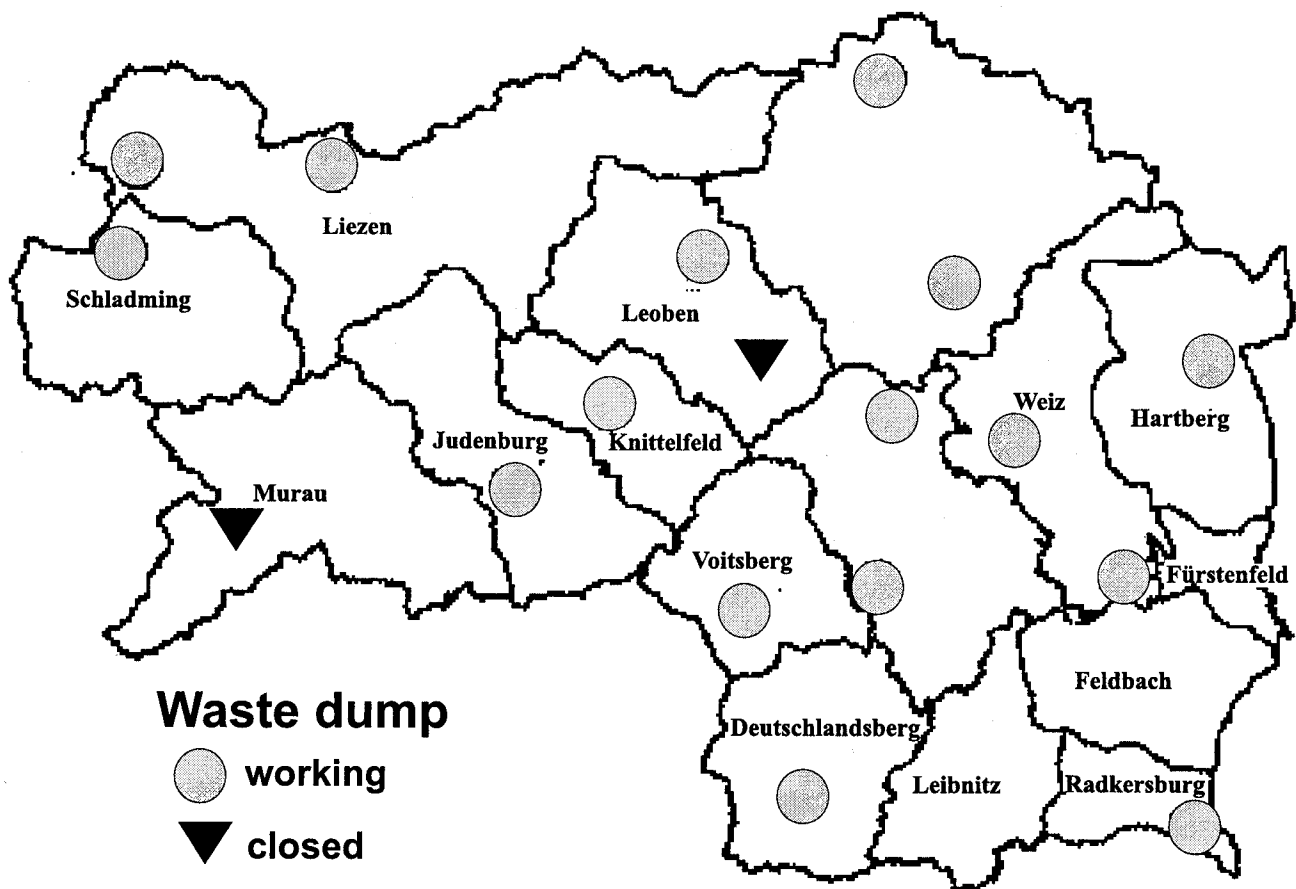 Liezen
Schladming
Leoben
Weiz
Hartberg
Judenburg
Knittelfeld
Murau
Voitsberg
Fürstenfeld
Feldbach
Deutschlandsberg
Leibnitz
Radkersburg
Waste dump
working
closed